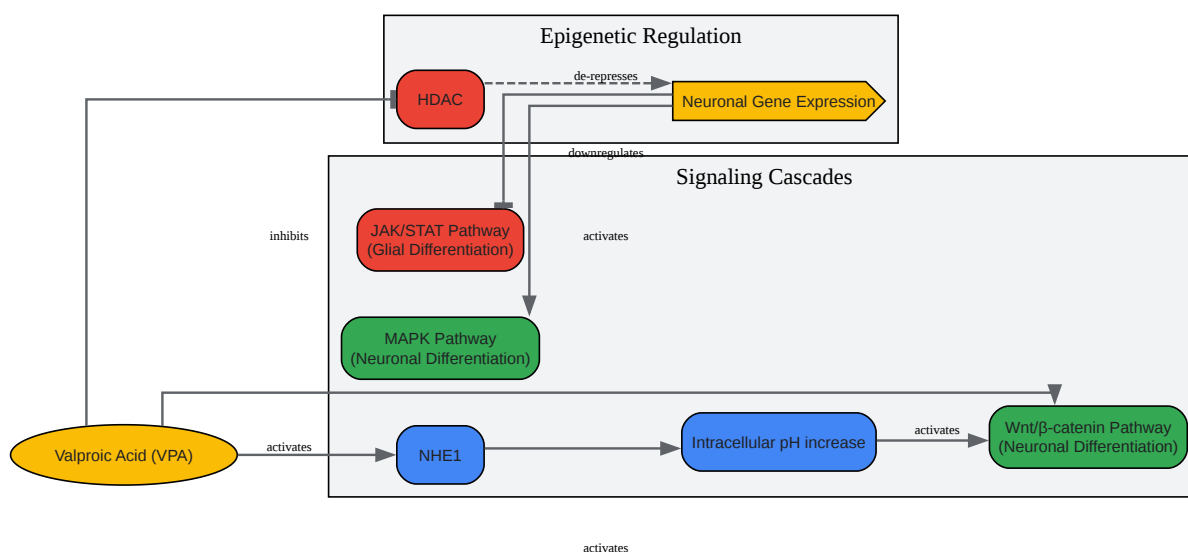 Epigenetic Regulation
de-represses
HDAC
Neuronal Gene Expression
downregulates
Signaling Cascades
JAK/STAT Pathway
(Glial Differentiation)
inhibits
activates
MAPK Pathway
(Neuronal Differentiation)
Valproic Acid (VPA)
activates
NHE1
Intracellular pH increase
activates
Wnt/β-catenin Pathway
(Neuronal Differentiation)
activates